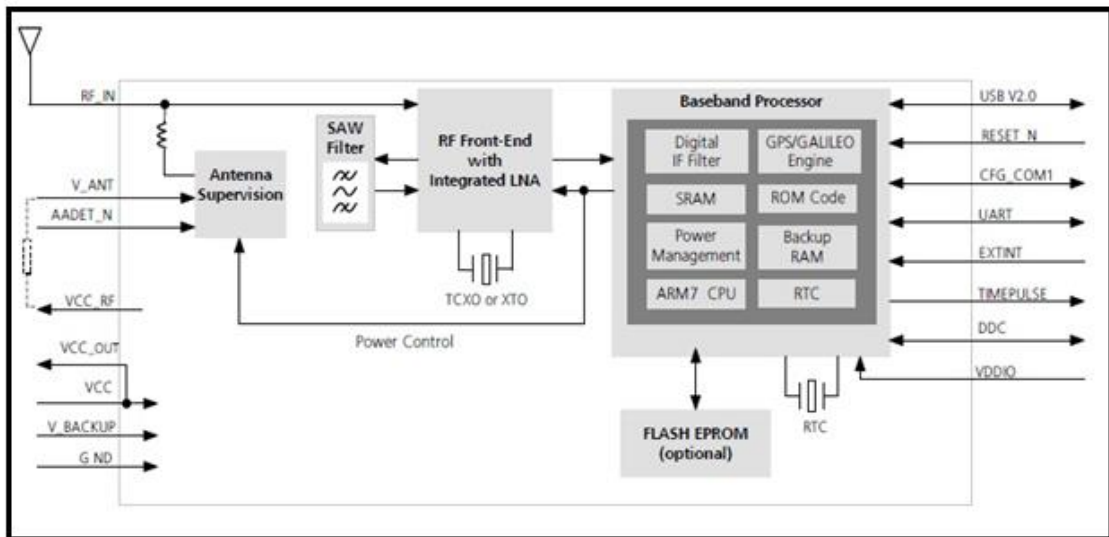 RF_IN
V_ANT
AADET_N
VCC_RF
VCC_OUT
VCC
V_BACKUP
G ND
Antenna
Supervision
SAW
Filter
RF Front-End
with
Integrated LNA
TCXO or XTO
Power Control
Baseband Processor
Digital
IF Filter
GPS/GALILEO
Engine
SRAM
ROM Code
Power
Management
Backup
RAM
ARM7 CPU
RTC
FLASH EPROM
(optional)
RTC
USB V2.0
RESET_N
CFG_COM1
UART
EXTINT
TIMEPULSE
DDC
VDDIO